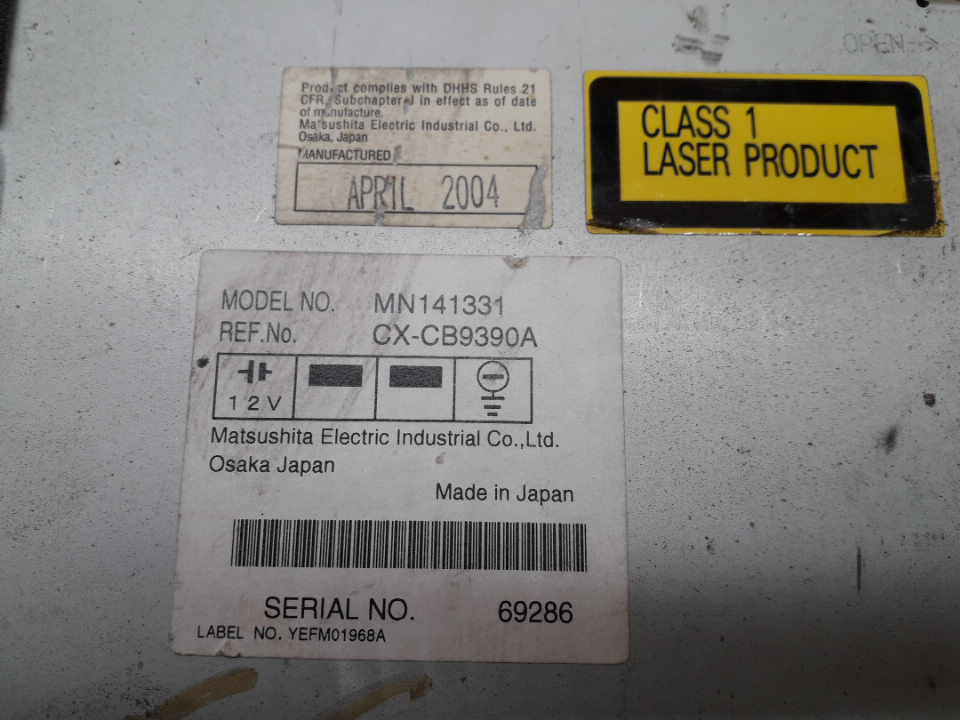 OPEN
Product complies with DHHS Rules 21
CFR, Subchapter J in effect as of date
of manufacture.
Matsushita Electric Industrial Co., Ltd.
Osaka, Japan
MANUFACTURED
APRIL 2004
CLASS 1
LASER PRODUCT
MODEL NO. MN141331
REF.No. CX-CB9390A
12V
Matsushita Electric Industrial Co.,Ltd.
Osaka Japan
Made in Japan
SERIAL NO. 69286
LABEL NO. YEFM01968A